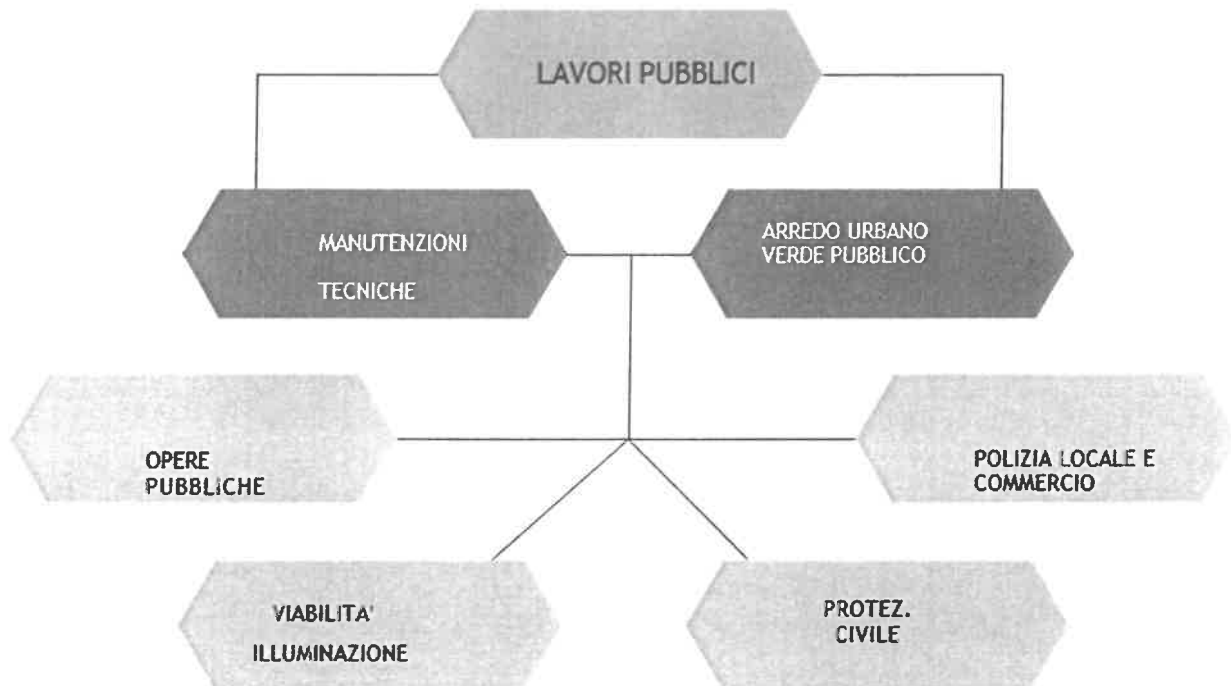 LAVORI PUBBLICI
MANUTENZIONI
TECNICHE
ARREDO URBANO
VERDE PUBBLICO
OPERE
PUBBLICHE
POLIZIA LOCALE E
COMMERCIO
VIABILITA'
ILLUMINAZIONE
PROTEZ.
CIVILE